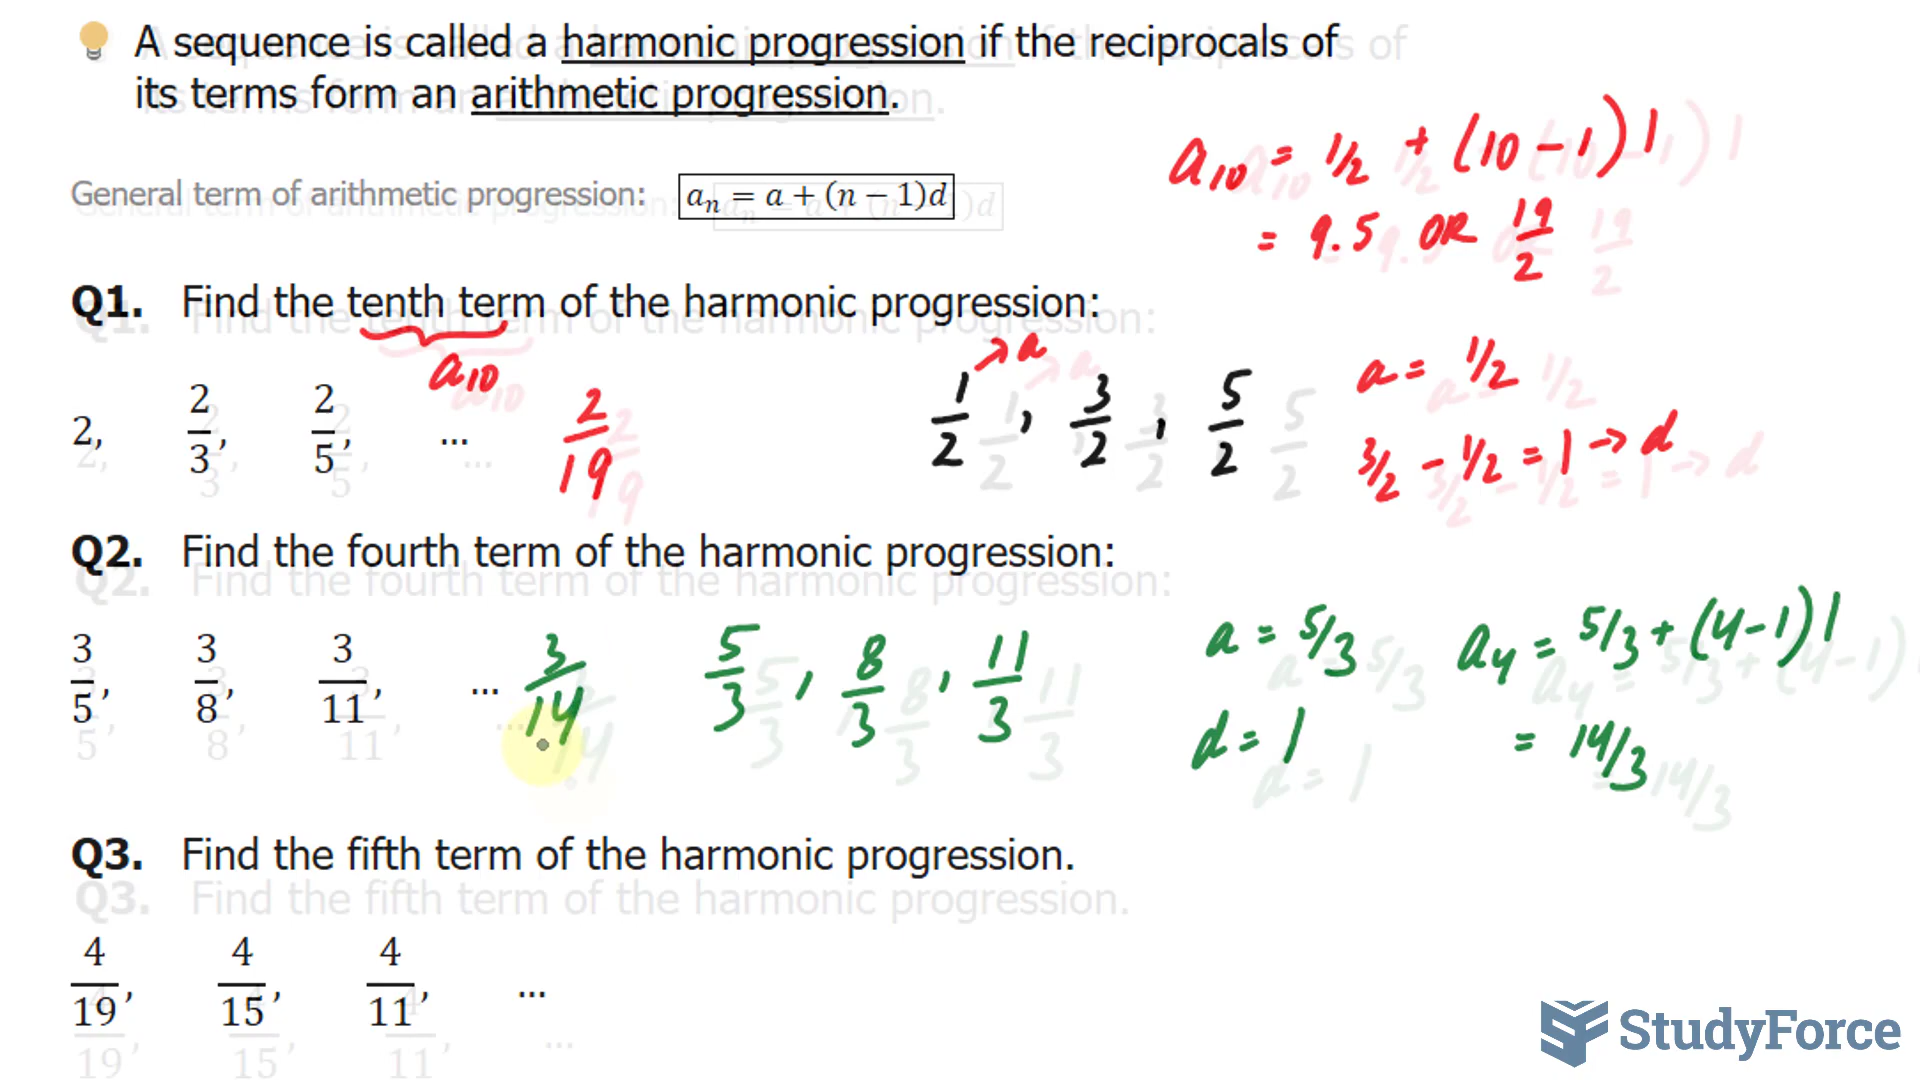 A sequence is called a harmonic progression if the reciprocals of
its terms form an arithmetic progression.
General term of arithmetic progression: aₙ = a + (n − 1)d
a₁₀ = 1/2 + (10 − 1) 1
= 9.5 OR 19/2
Q1. Find the tenth term of the harmonic progression:
a₁₀
2, 2/3, 2/5, ... 2/19
1/2, 3/2, 5/2
→ a
a = 1/2
3/2 − 1/2 = 1 → d
Q2. Find the fourth term of the harmonic progression:
3/5, 3/8, 3/11, ... 3/14
5/3, 8/3, 11/3
a = 5/3
d = 1
a₄ = 5/3 + (4 − 1) 1
= 14/3
Q3. Find the fifth term of the harmonic progression.
4/19, 4/15, 4/11, ...
StudyForce